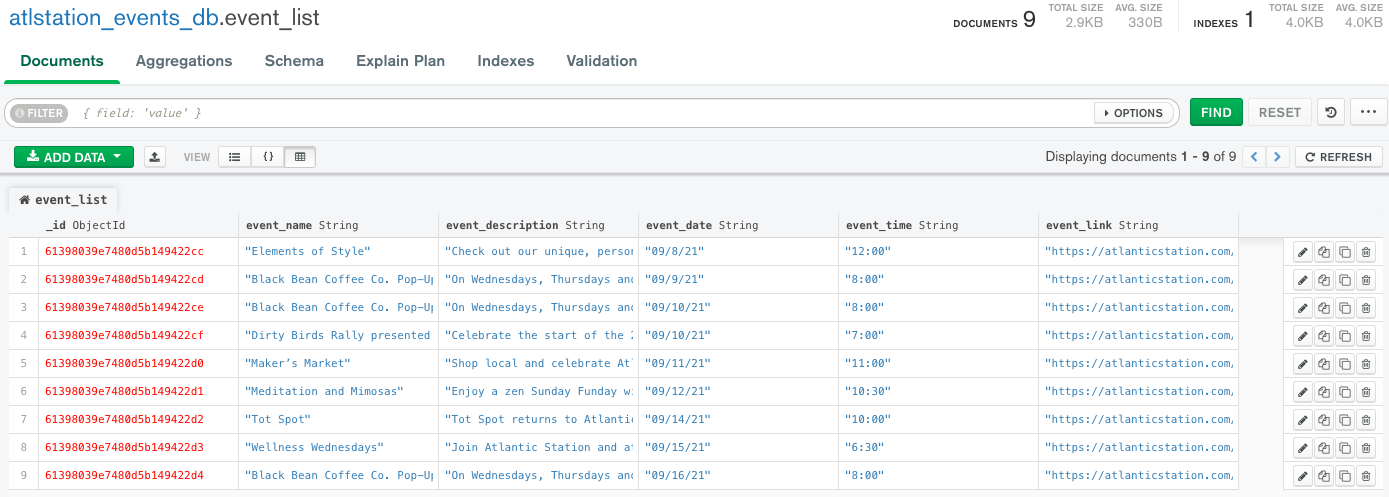 atlstation_events_db.event_list
DOCUMENTS 9 TOTAL SIZE 2.9KB AVG. SIZE 330B INDEXES 1 TOTAL SIZE 4.0KB AVG. SIZE 4.0KB
Documents Aggregations Schema Explain Plan Indexes Validation
FILTER { field: 'value' } OPTIONS FIND RESET ...
ADD DATA VIEW {} Displaying documents 1 - 9 of 9 < > REFRESH
event_list
_id ObjectId event_name String event_description String event_date String event_time String event_link String
1 61398039e7480d5b149422cc "Elements of Style" "Check out our unique, person "09/8/21" "12:00" "https://atlanticstation.com/
2 61398039e7480d5b149422cd "Black Bean Coffee Co. Pop-Up "On Wednesdays, Thursdays and "09/9/21" "8:00" "https://atlanticstation.com/
3 61398039e7480d5b149422ce "Black Bean Coffee Co. Pop-Up "On Wednesdays, Thursdays and "09/10/21" "8:00" "https://atlanticstation.com/
4 61398039e7480d5b149422cf "Dirty Birds Rally presented "Celebrate the start of the 2 "09/10/21" "7:00" "https://atlanticstation.com/
5 61398039e7480d5b149422d0 "Maker’s Market" "Shop local and celebrate Atl "09/11/21" "11:00" "https://atlanticstation.com/
6 61398039e7480d5b149422d1 "Meditation and Mimosas" "Enjoy a zen Sunday Funday wi "09/12/21" "10:30" "https://atlanticstation.com/
7 61398039e7480d5b149422d2 "Tot Spot" "Tot Spot returns to Atlantic "09/14/21" "10:00" "https://atlanticstation.com/
8 61398039e7480d5b149422d3 "Wellness Wednesdays" "Join Atlantic Station and at "09/15/21" "6:30" "https://atlanticstation.com/
9 61398039e7480d5b149422d4 "Black Bean Coffee Co. Pop-Up "On Wednesdays, Thursdays and "09/16/21" "8:00" "https://atlanticstation.com/